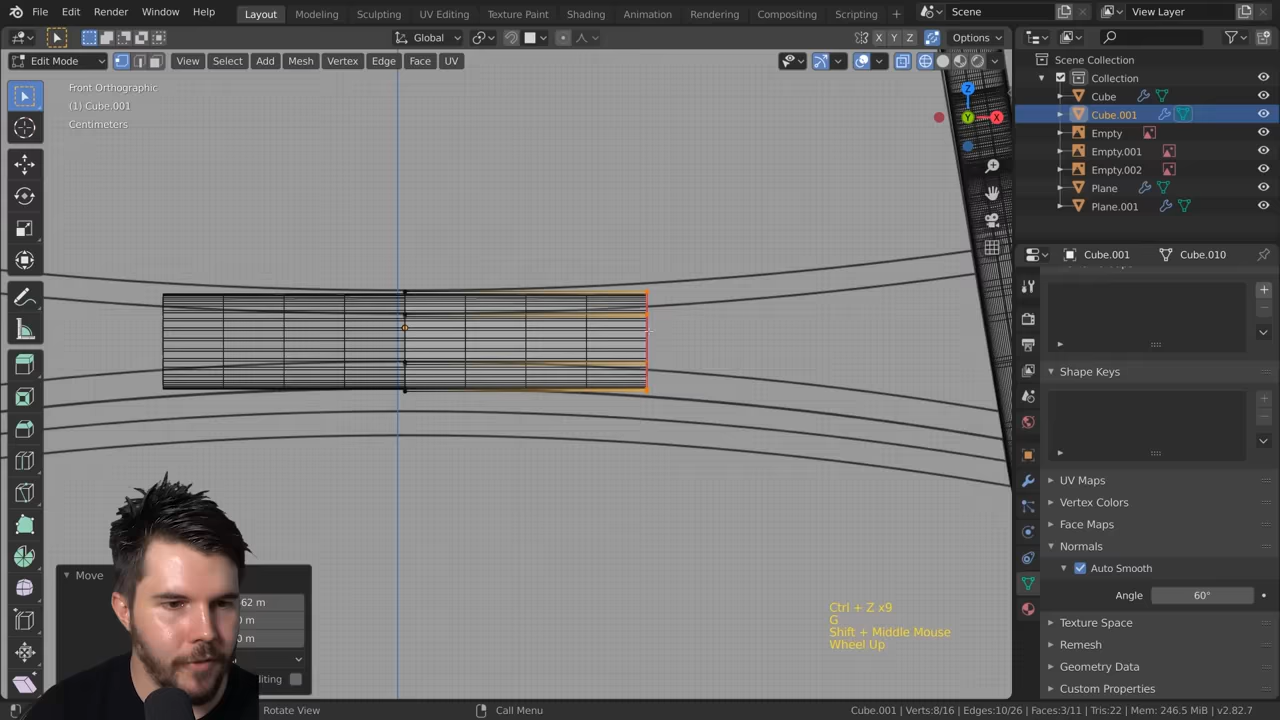 File Edit Render Window Help Layout Modeling Sculpting UV Editing Texture Paint Shading Animation Rendering Compositing Scripting + Scene View Layer
Global X Y Z Options
Edit Mode View Select Add Mesh Vertex Edge Face UV
Front Orthographic
(1) Cube.001
Centimeters
Z
Y X
Scene Collection
Collection
Cube
Cube.001
Empty
Empty.001
Empty.002
Plane
Plane.001
Cube.001 Cube.010
Shape Keys
UV Maps
Vertex Colors
Face Maps
Normals
Auto Smooth
Angle 60°
Texture Space
Remesh
Geometry Data
Custom Properties
Move
62 m
0 m
0 m
iting
Ctrl + Z x9
G
Shift + Middle Mouse
Wheel Up
Rotate View Call Menu Cube.001 | Verts:8/16 | Edges:10/26 | Faces:3/11 | Tris:22 | Mem: 246.5 MiB | v2.82.7